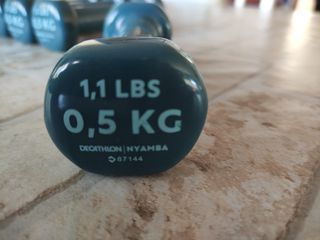 1,1 LBS
0,5 KG
DECATHLON | NYAMBA
87144